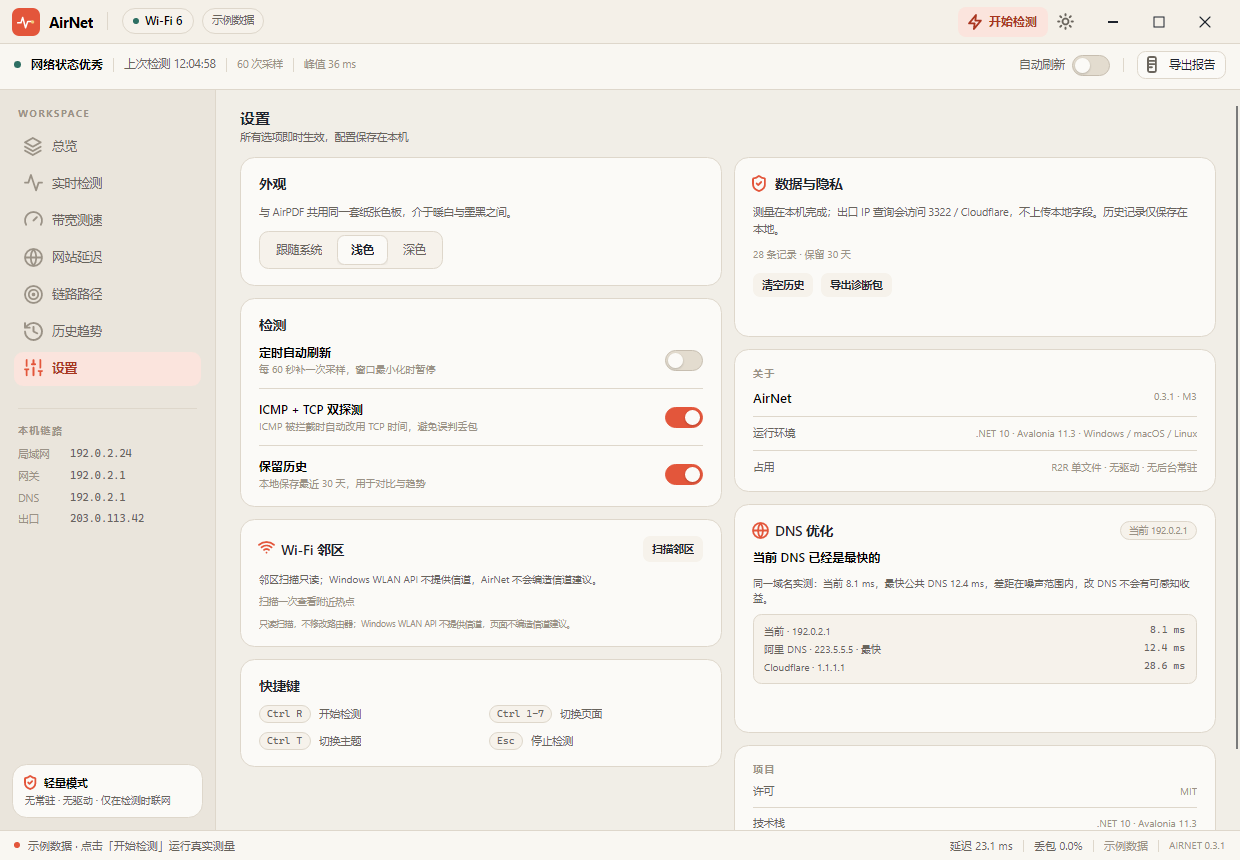 AirNet
Wi-Fi 6
示例数据
开始检测
网络状态优秀
上次检测 12:04:58
60 次采样
峰值 36 ms
自动刷新
导出报告
WORKSPACE
总览
实时检测
带宽测速
网站延迟
链路路径
历史趋势
设置
本机链路
局域网 192.0.2.24
网关 192.0.2.1
DNS 192.0.2.1
出口 203.0.113.42
轻量模式
无常驻 · 无驱动 · 仅在检测时联网
设置
所有选项即时生效，配置保存在本机
外观
与 AirPDF 共用同一套纸张色板，介于暖白与墨黑之间。
跟随系统 浅色 深色
检测
定时自动刷新
每 60 秒补一次采样，窗口最小化时暂停
ICMP + TCP 双探测
ICMP 被拦截时自动改用 TCP 时间，避免误判丢包
保留历史
本地保存最近 30 天，用于对比与趋势
Wi-Fi 邻区
扫描邻区
邻区扫描只读；Windows WLAN API 不提供信道，AirNet 不会编造信道建议。
扫描一次查看附近热点
只读扫描，不修改路由器；Windows WLAN API 不提供信道，页面不编造信道建议。
快捷键
Ctrl R 开始检测
Ctrl 1–7 切换页面
Ctrl T 切换主题
Esc 停止检测
数据与隐私
测量在本机完成；出口 IP 查询会访问 3322 / Cloudflare，不上传本地字段。历史记录仅保存在
本地。
28 条记录 · 保留 30 天
清空历史 导出诊断包
关于
AirNet 0.3.1 · M3
运行环境 .NET 10 · Avalonia 11.3 · Windows / macOS / Linux
占用 R2R 单文件 · 无驱动 · 无后台常驻
DNS 优化
当前 192.0.2.1
当前 DNS 已经是最快的
同一域名实测：当前 8.1 ms，最快公共 DNS 12.4 ms，差距在噪声范围内，改 DNS 不会有可感知收
益。
当前 · 192.0.2.1 8.1 ms
阿里 DNS · 223.5.5.5 · 最快 12.4 ms
Cloudflare · 1.1.1.1 28.6 ms
项目
许可 MIT
技术栈 .NET 10 · Avalonia 11.3
示例数据 · 点击「开始检测」运行真实测量
延迟 23.1 ms
丢包 0.0%
示例数据
AIRNET 0.3.1